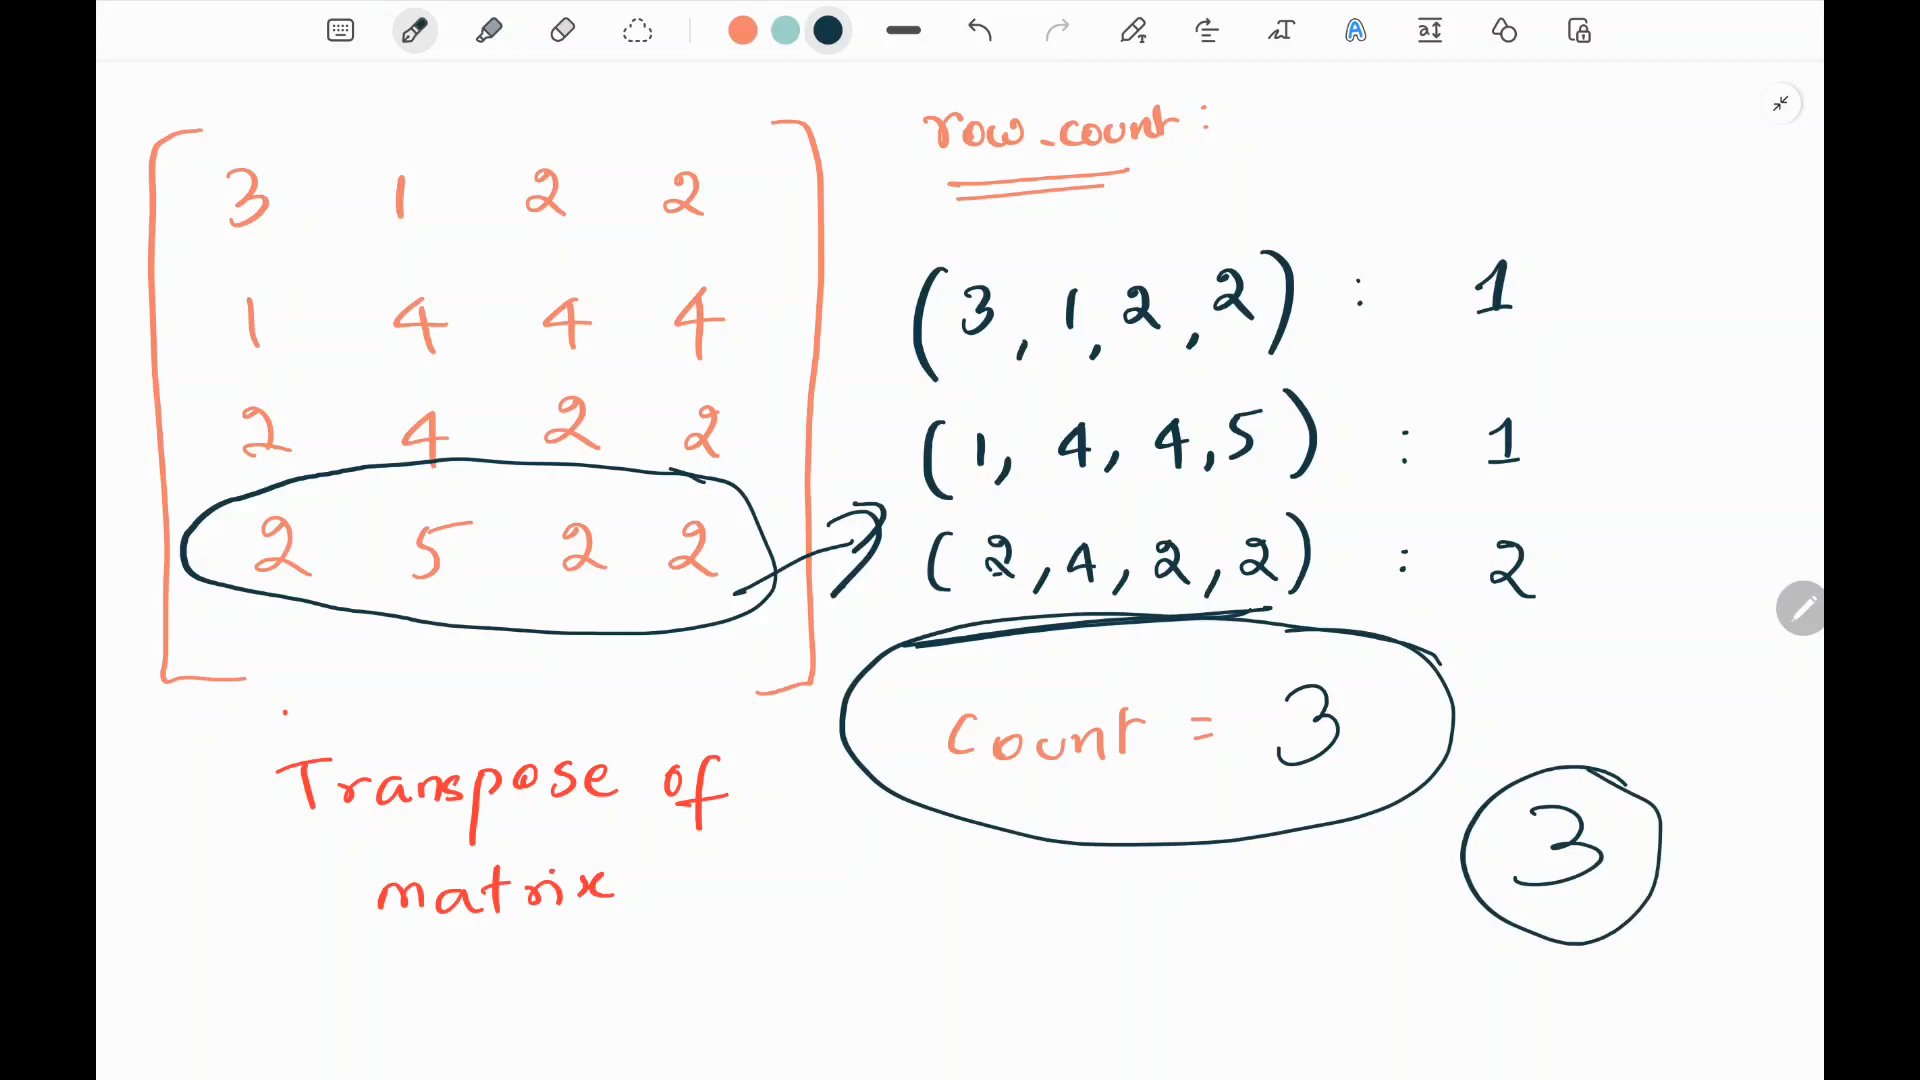 3 1 2 2
1 4 4 4
2 4 2 2
2 5 2 2
Transpose of
matrix
row_count :
(3, 1, 2, 2) : 1
(1, 4, 4, 5) : 1
(2, 4, 2, 2) : 2
Count = 3
3